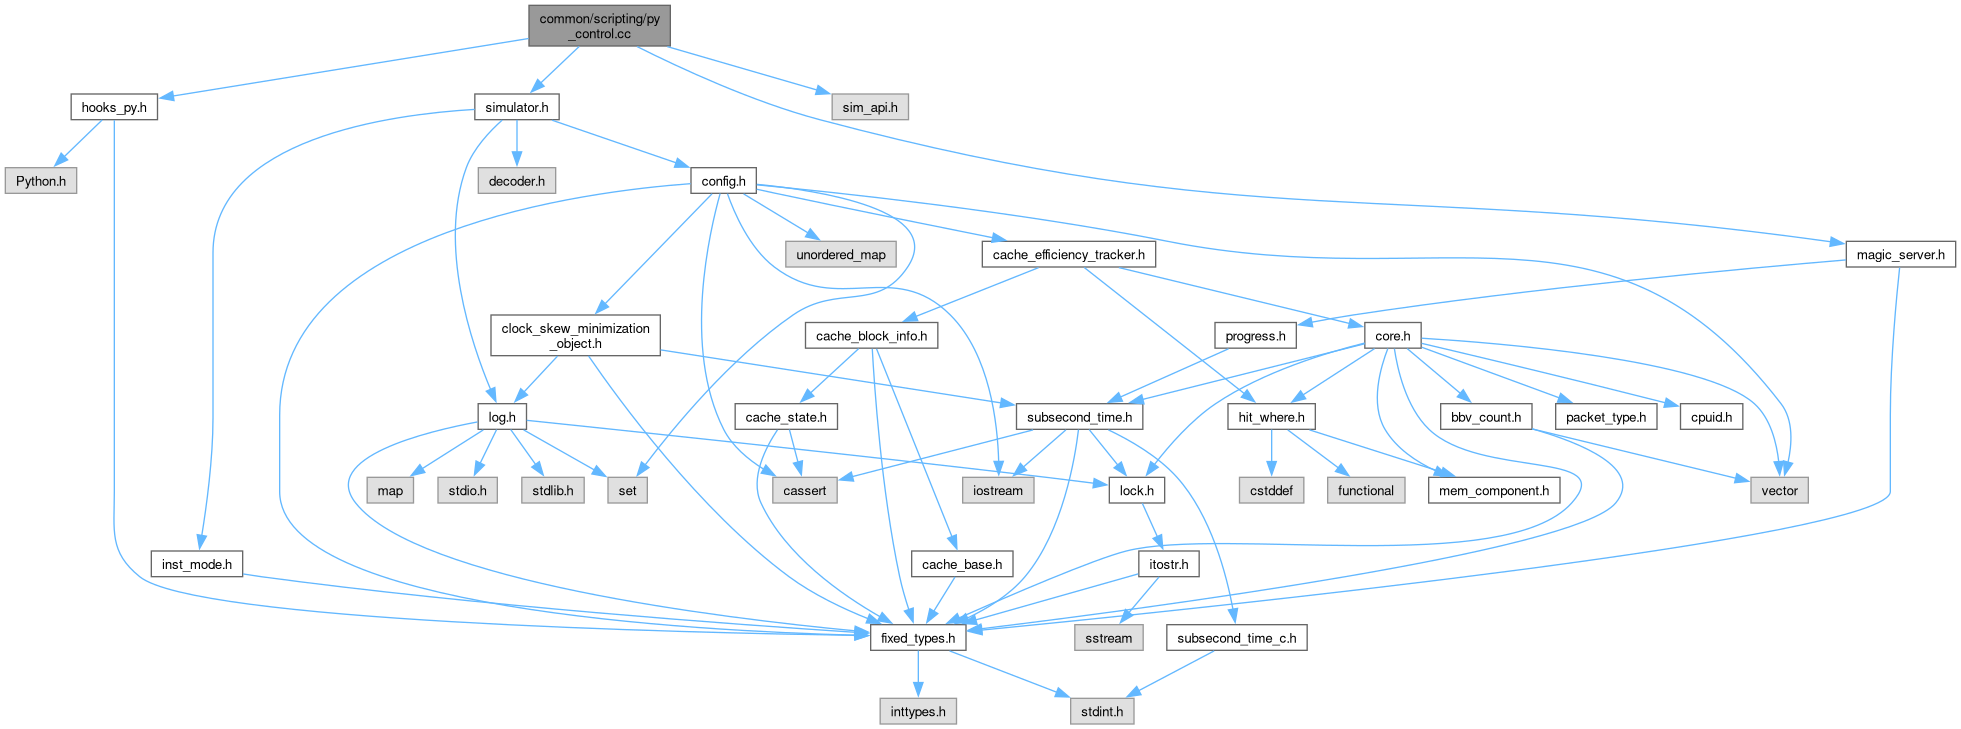 common/scripting/py
_control.cc
hooks_py.h
simulator.h
sim_api.h
Python.h
decoder.h
config.h
unordered_map
cache_efficiency_tracker.h
magic_server.h
clock_skew_minimization
_object.h
cache_block_info.h
progress.h
core.h
log.h
cache_state.h
subsecond_time.h
hit_where.h
bbv_count.h
packet_type.h
cpuid.h
map
stdio.h
stdlib.h
set
cassert
iostream
lock.h
cstddef
functional
mem_component.h
vector
inst_mode.h
cache_base.h
itostr.h
fixed_types.h
sstream
subsecond_time_c.h
inttypes.h
stdint.h